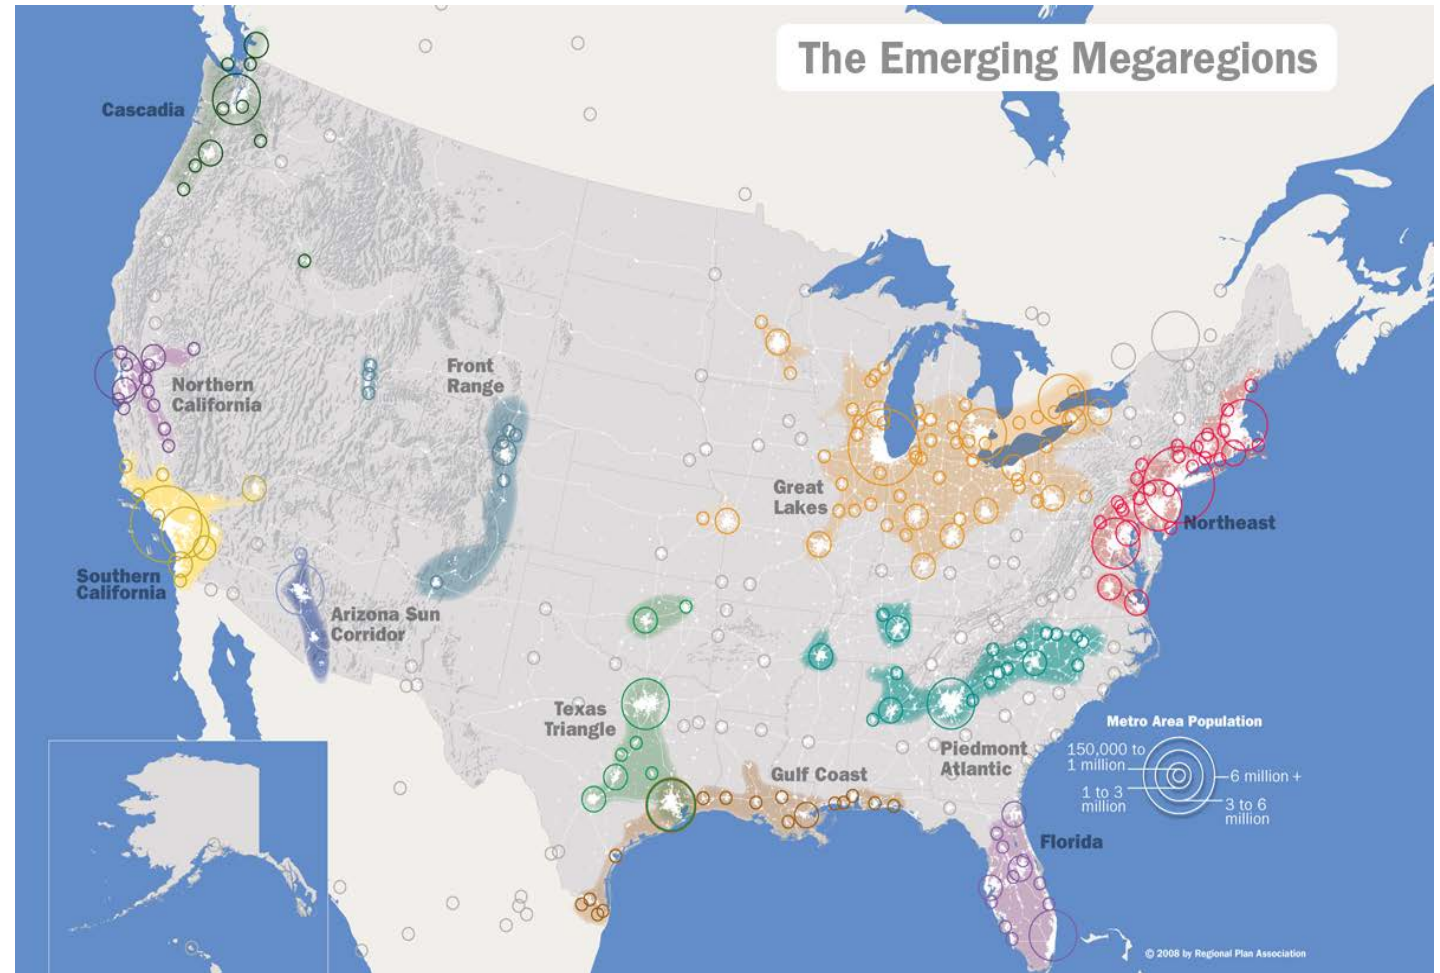 The Emerging Megaregions
Cascadia
Northern
California
Front
Range
Great
Lakes
Northeast
Southern
California
Arizona Sun
Corridor
Texas
Triangle
Piedmont
Atlantic
Gulf Coast
Florida
Metro Area Population
150,000 to
1 million
6 million +
1 to 3
million
3 to 6
million
© 2008 by Regional Plan Association